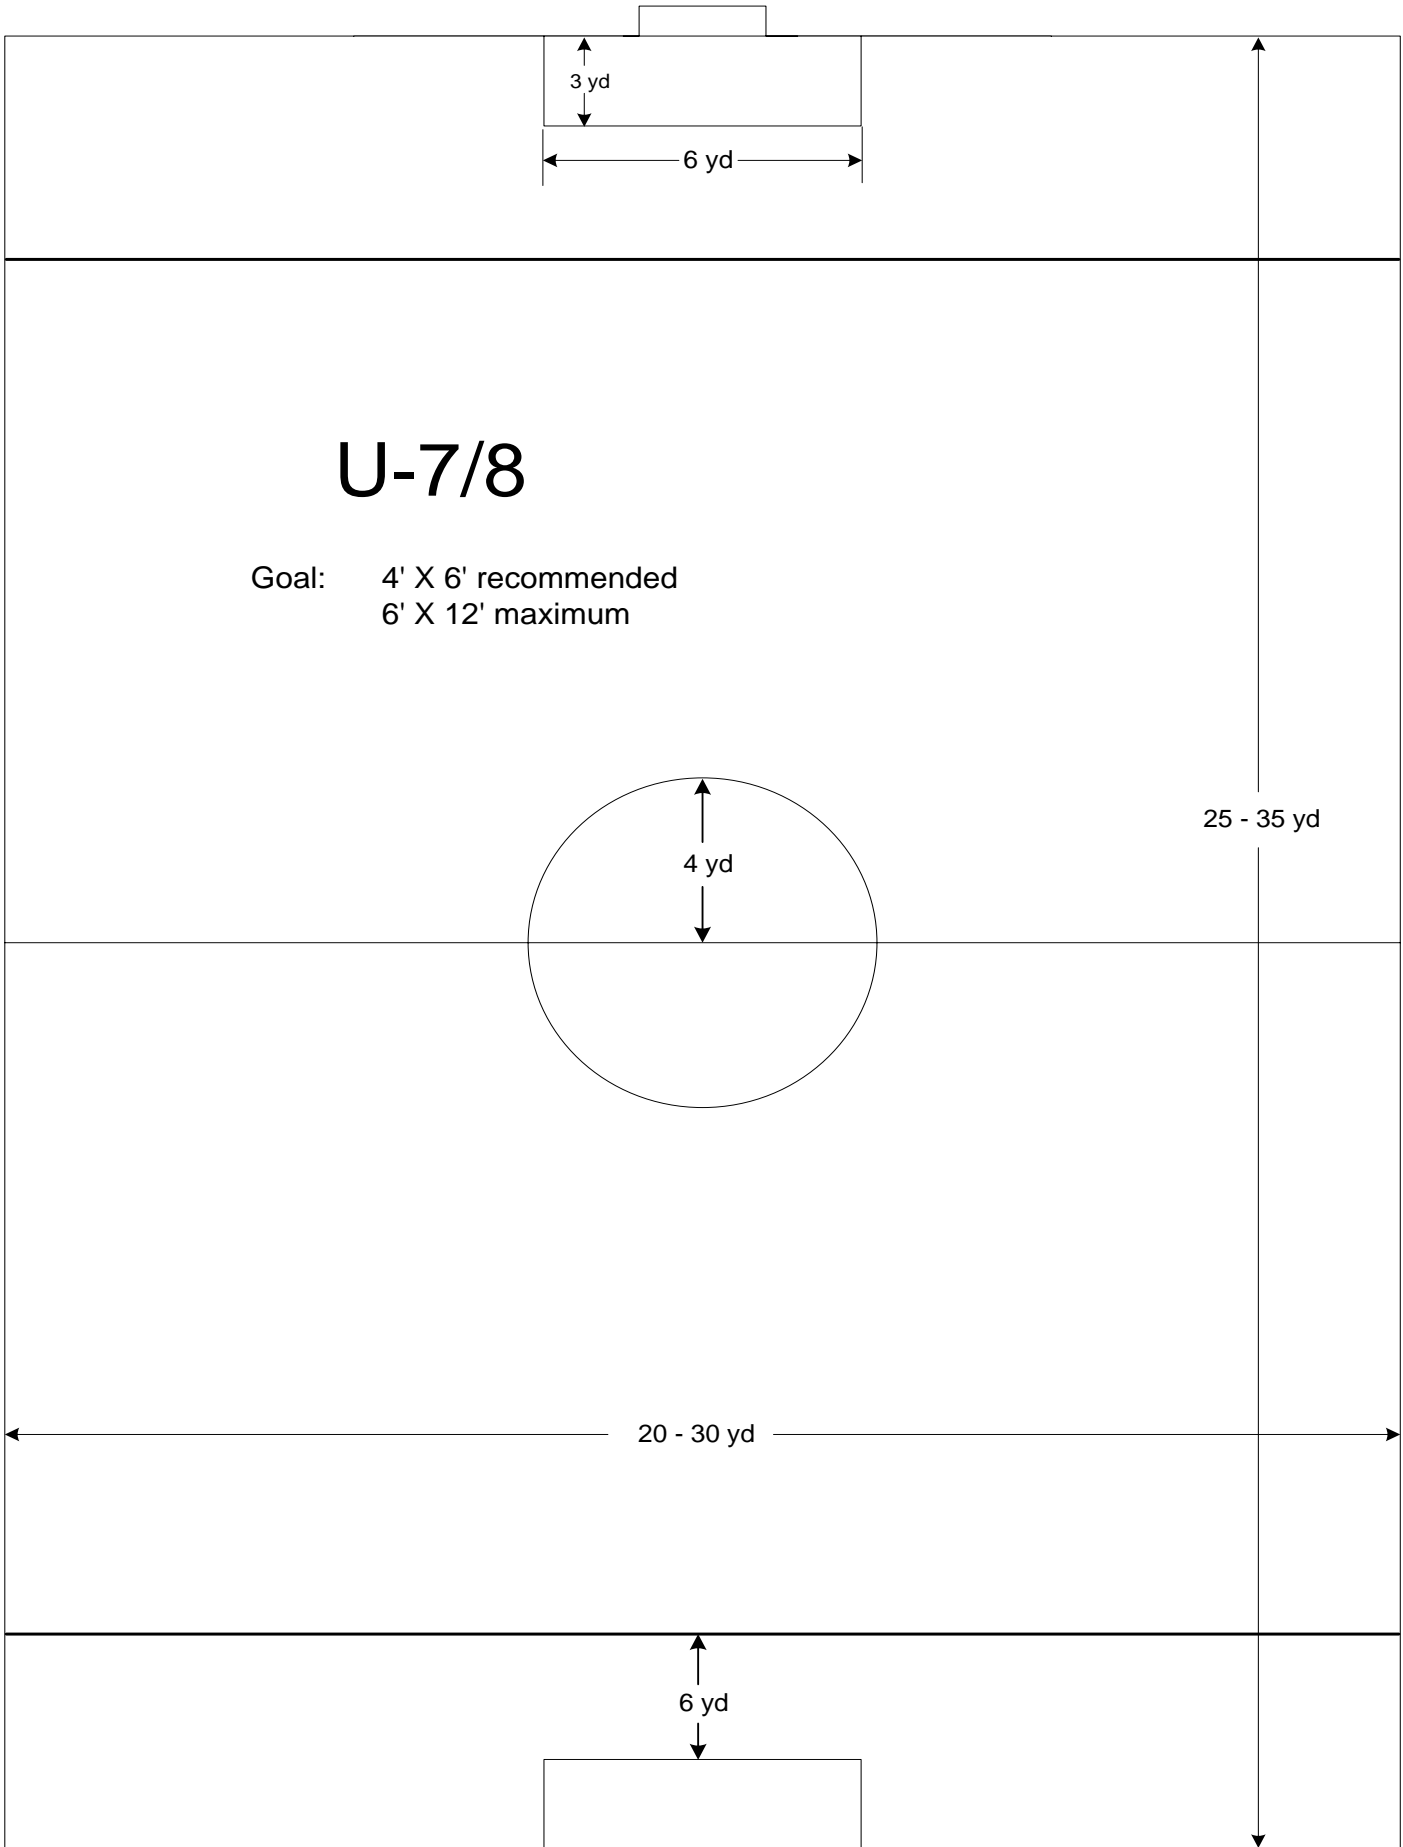 3 yd
6 yd
U-7/8
Goal: 4' X 6' recommended
6' X 12' maximum
25 - 35 yd
4 yd
20 - 30 yd
6 yd